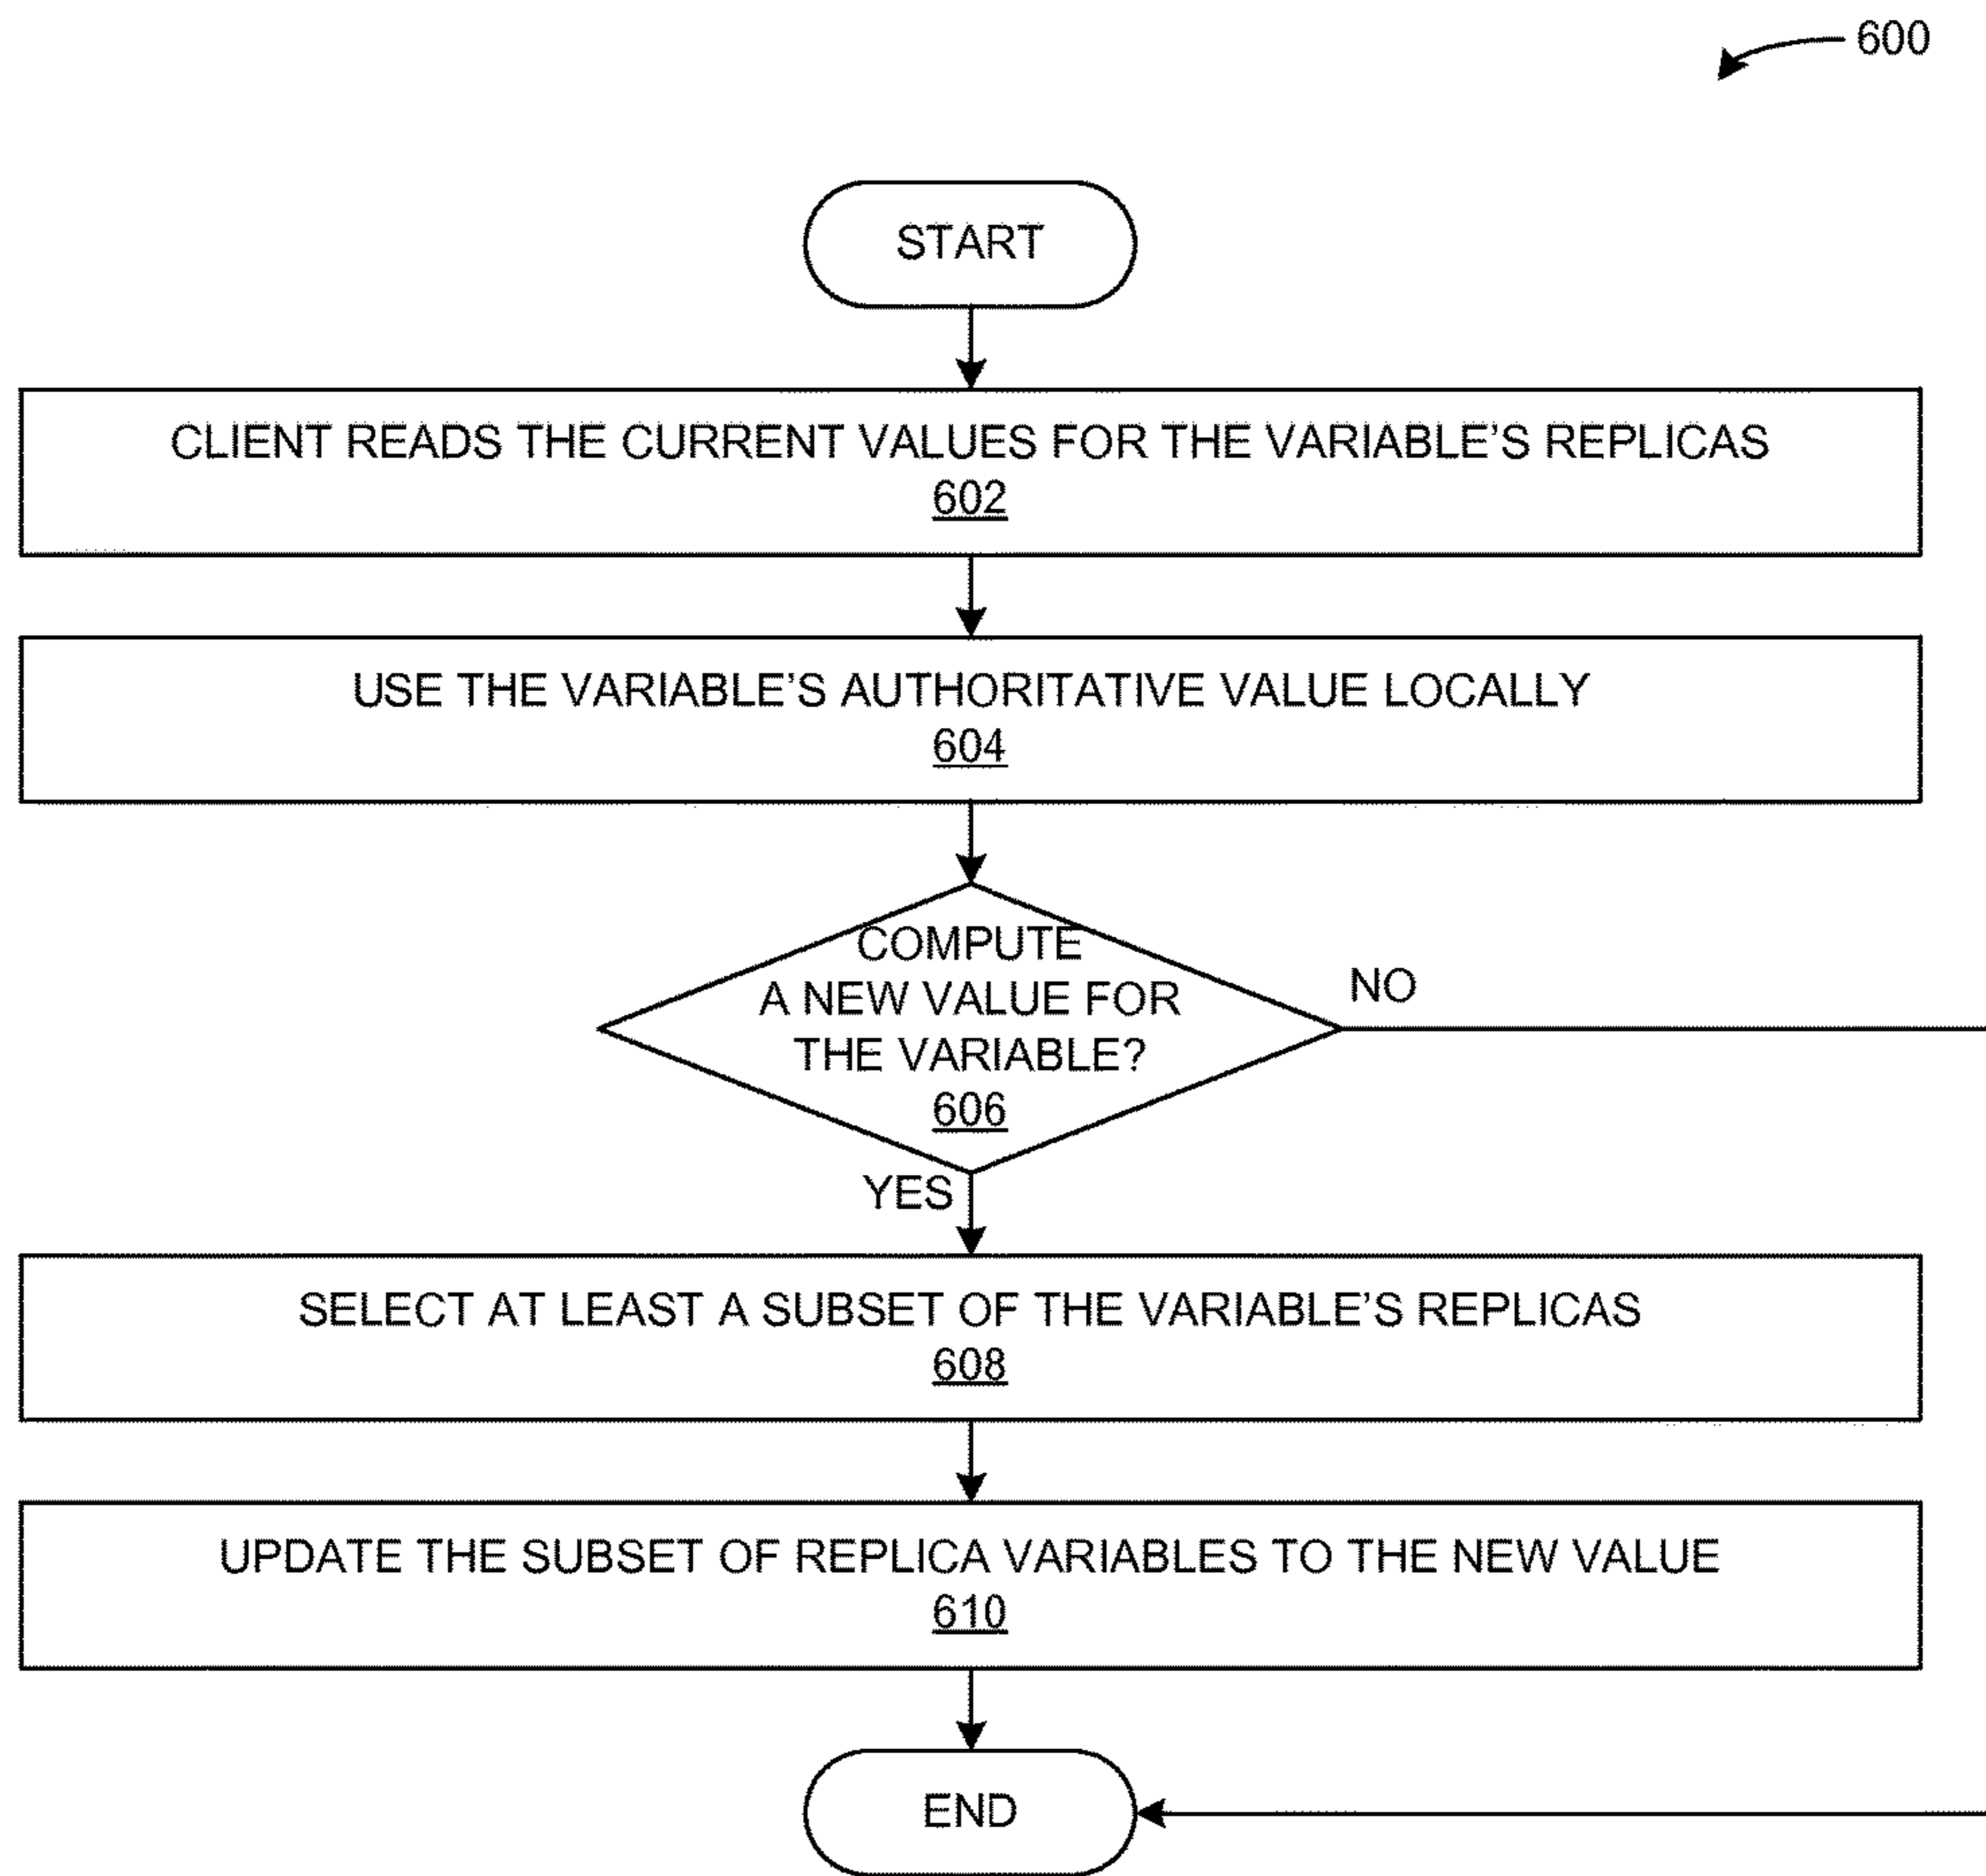 600
START
CLIENT READS THE CURRENT VALUES FOR THE VARIABLE'S REPLICAS
602
USE THE VARIABLE'S AUTHORITATIVE VALUE LOCALLY
604
COMPUTE
A NEW VALUE FOR
THE VARIABLE?
606
NO
YES
SELECT AT LEAST A SUBSET OF THE VARIABLE'S REPLICAS
608
UPDATE THE SUBSET OF REPLICA VARIABLES TO THE NEW VALUE
610
END